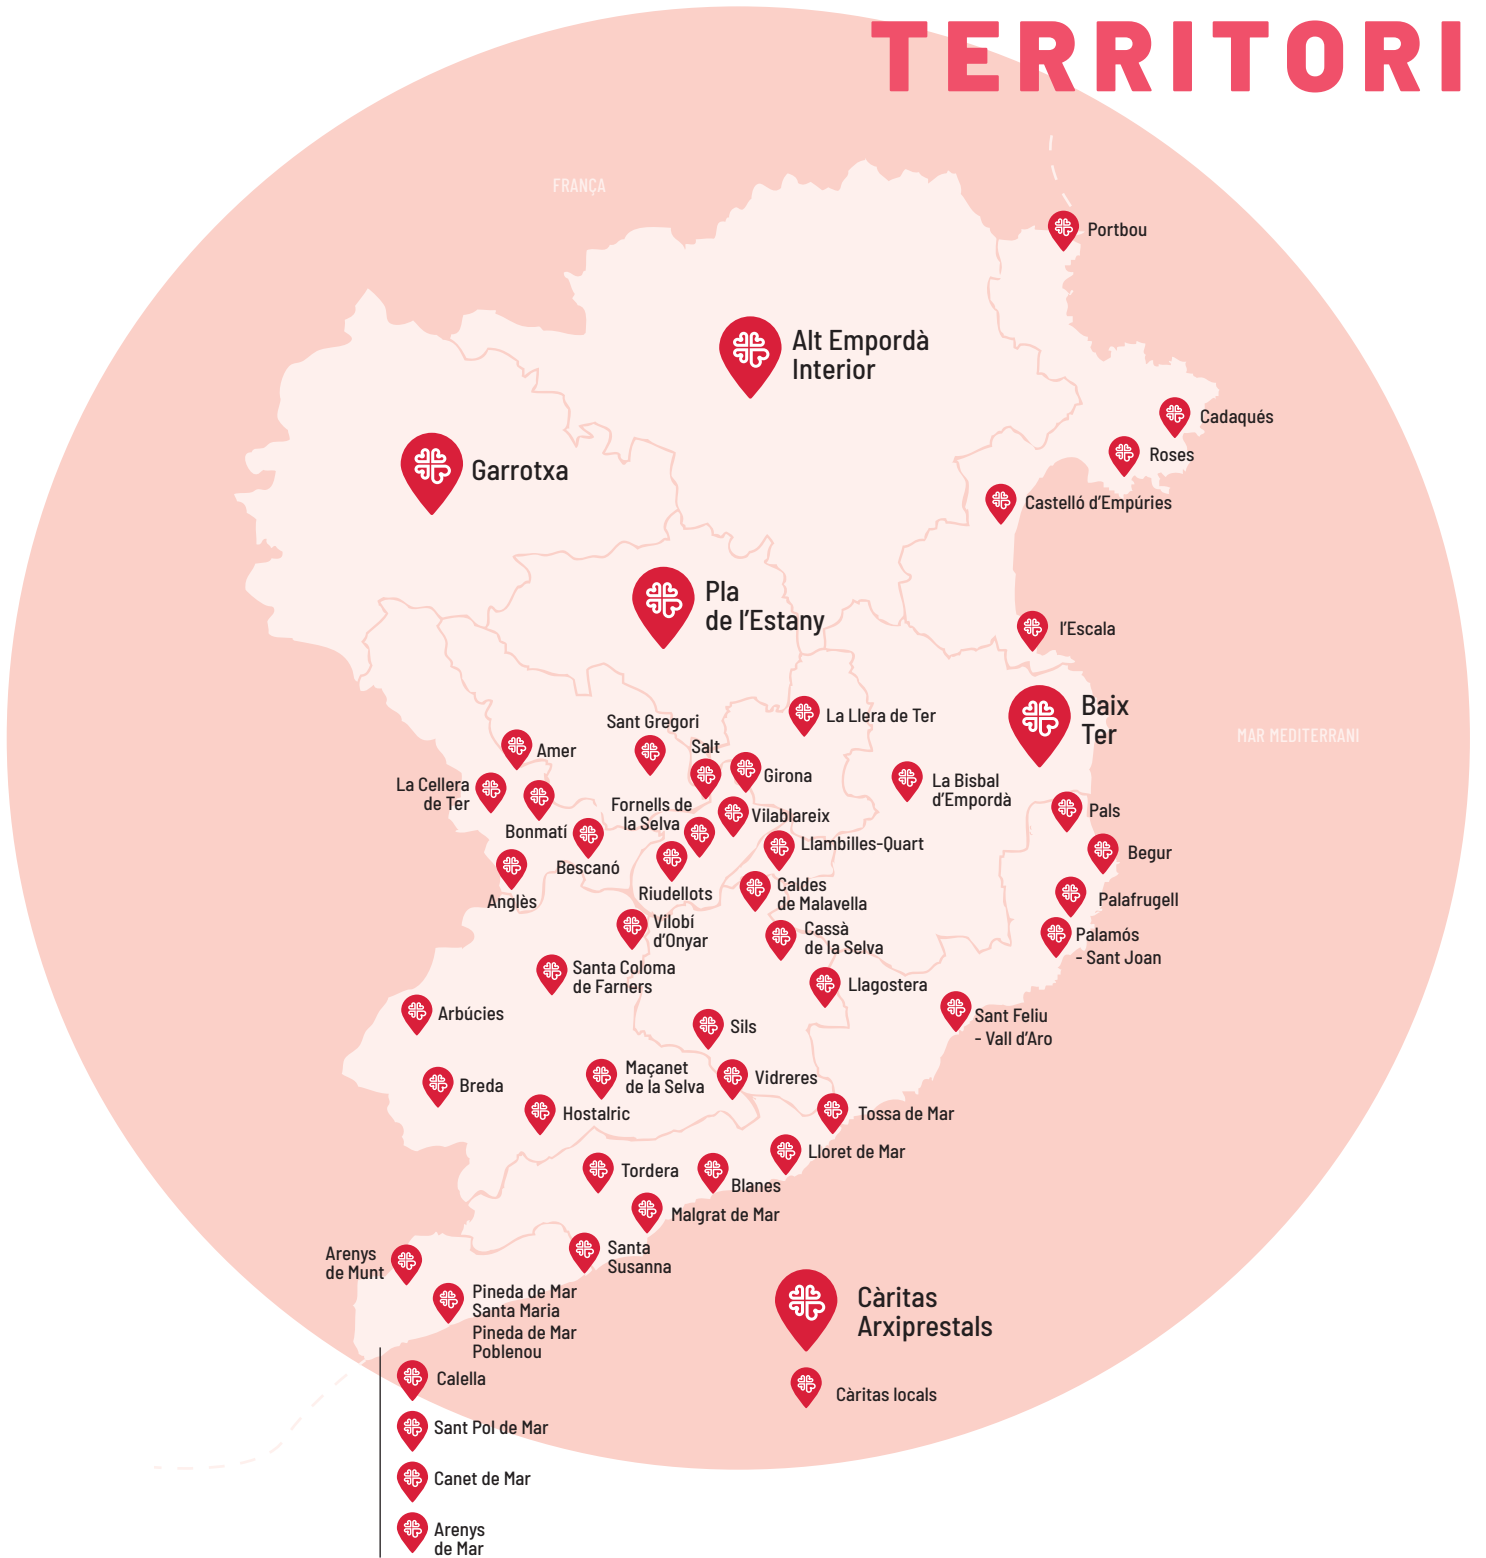 TERRITORI
FRANÇA
Portbou
Alt Empordà
Interior
Cadaqués
Roses
Garrotxa
Castelló d'Empúries
Pla
de l'Estany
l'Escala
Baix
Ter
MAR MEDITERRANI
La Llera de Ter
Sant Gregori
Salt
Amer
Girona
La Cellera
de Ter
La Bisbal
d'Empordà
Fornells de
la Selva
Vilablareix
Pals
Bonmatí
Llambilles-Quart
Begur
Bescanó
Riudellots
Caldes
de Malavella
Palafrugell
Anglès
Vilobí
d'Onyar
Cassà
de la Selva
Palamós
- Sant Joan
Santa Coloma
de Farners
Llagostera
Arbúcies
Sils
Sant Feliu
- Vall d'Aro
Maçanet
de la Selva
Vidreres
Breda
Hostalric
Tossa de Mar
Lloret de Mar
Tordera
Blanes
Malgrat de Mar
Santa
Susanna
Arenys
de Munt
Pineda de Mar
Santa Maria
Pineda de Mar
Poblenou
Càritas
Arxiprestals
Calella
Càritas locals
Sant Pol de Mar
Canet de Mar
Arenys
de Mar